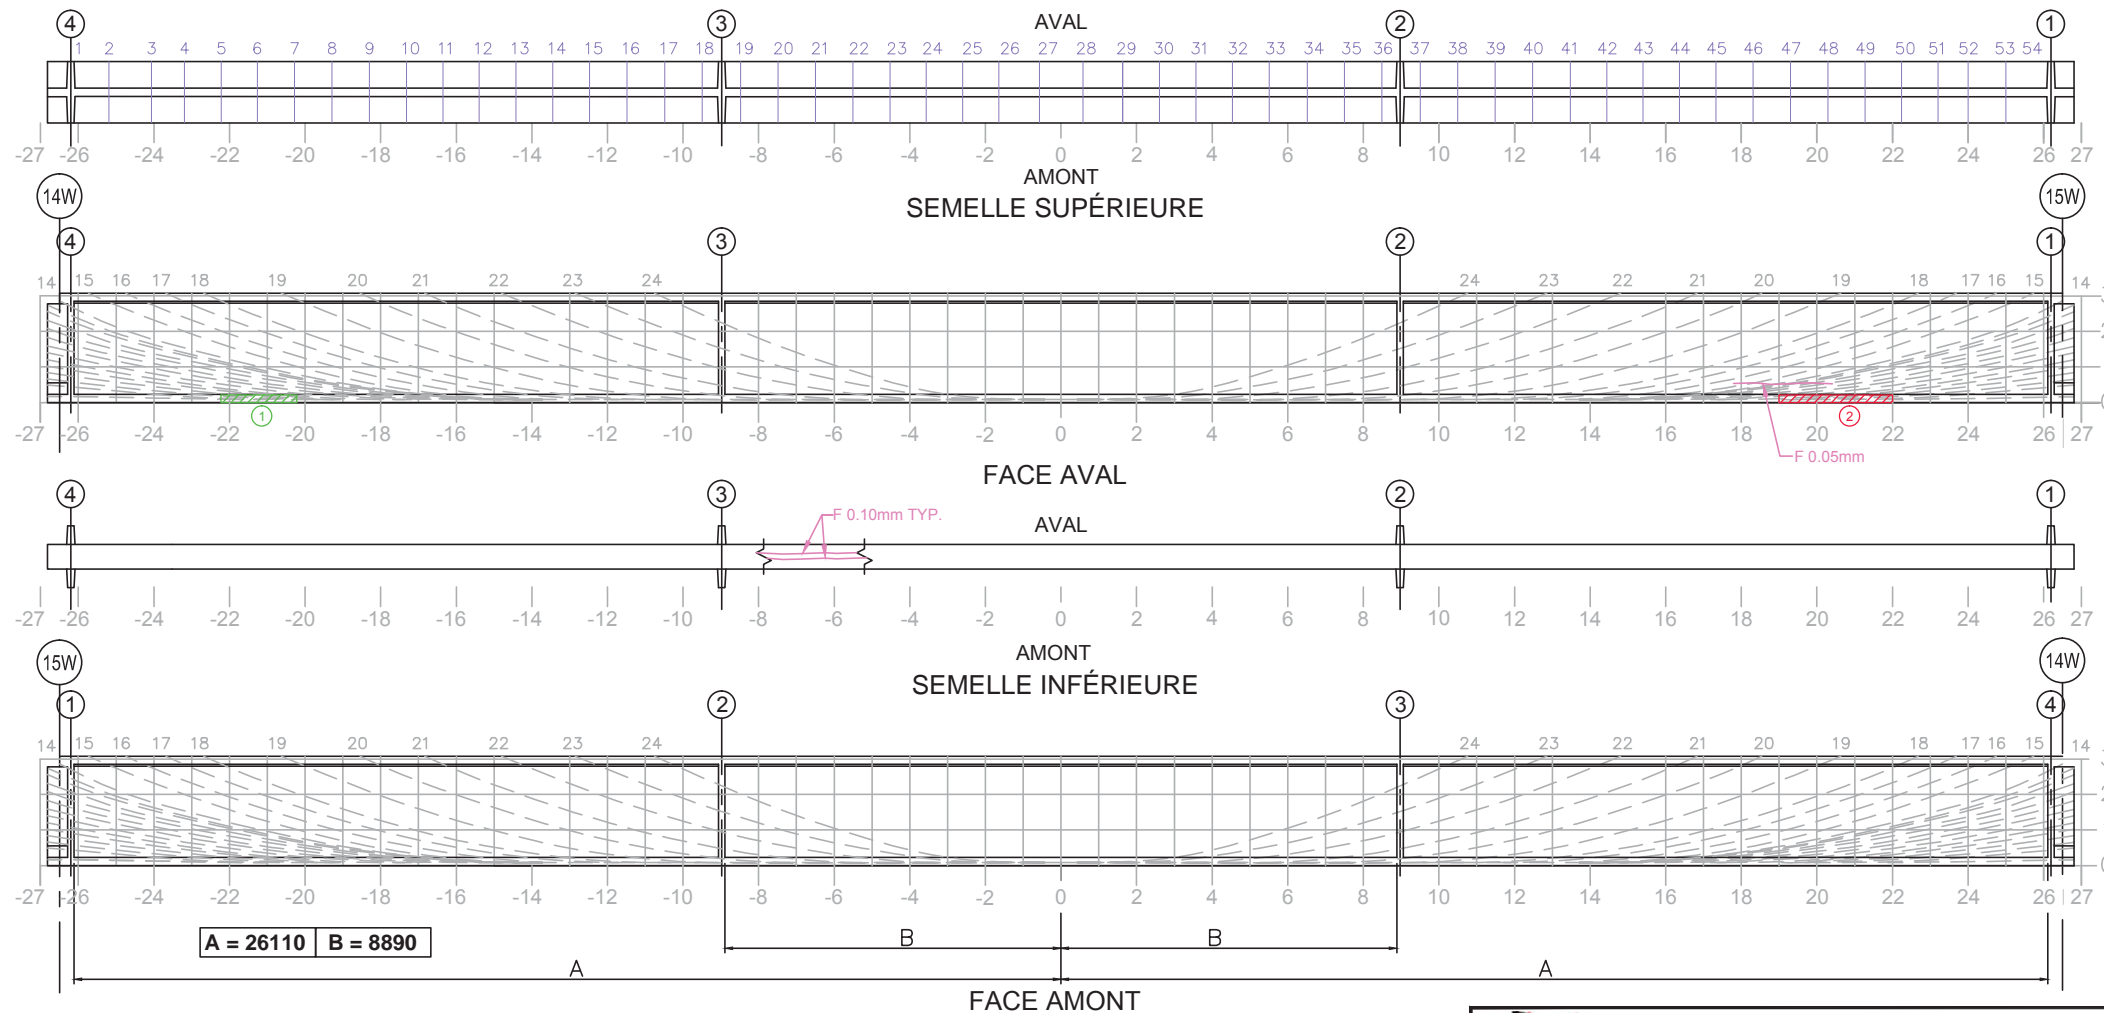 4 3 AVAL 2 1
1 2 3 4 5 6 7 8 9 10 11 12 13 14 15 16 17 18 19 20 21 22 23 24 25 26 27 28 29 30 31 32 33 34 35 36 37 38 39 40 41 42 43 44 45 46 47 48 49 50 51 52 53 54
-27 -26 -24 -22 -20 -18 -16 -14 -12 -10 -8 -6 -4 -2 0 2 4 6 8 10 12 14 16 18 20 22 24 26 27
AMONT
SEMELLE SUPÉRIEURE
14W 15W
4 3 2 1
14 15 16 17 18 19 20 21 22 23 24 24 23 22 21 20 19 18 17 16 15 14
1 2
-27 -26 -24 -22 -20 -18 -16 -14 -12 -10 -8 -6 -4 -2 0 2 4 6 8 10 12 14 16 18 20 22 24 26 27
F 0.05mm
FACE AVAL
4 3 2 1
F 0.10mm TYP.
AVAL
-27 -26 -24 -22 -20 -18 -16 -14 -12 -10 -8 -6 -4 -2 0 2 4 6 8 10 12 14 16 18 20 22 24 26 27
AMONT
SEMELLE INFÉRIEURE
15W 14W
1 2 3 4
14 15 16 17 18 19 20 21 22 23 24 24 23 22 21 20 19 18 17 16 15 14
-27 -26 -24 -22 -20 -18 -16 -14 -12 -10 -8 -6 -4 -2 0 2 4 6 8 10 12 14 16 18 20 22 24 26 27
A = 26110 B = 8890
B B
A A
FACE AMONT